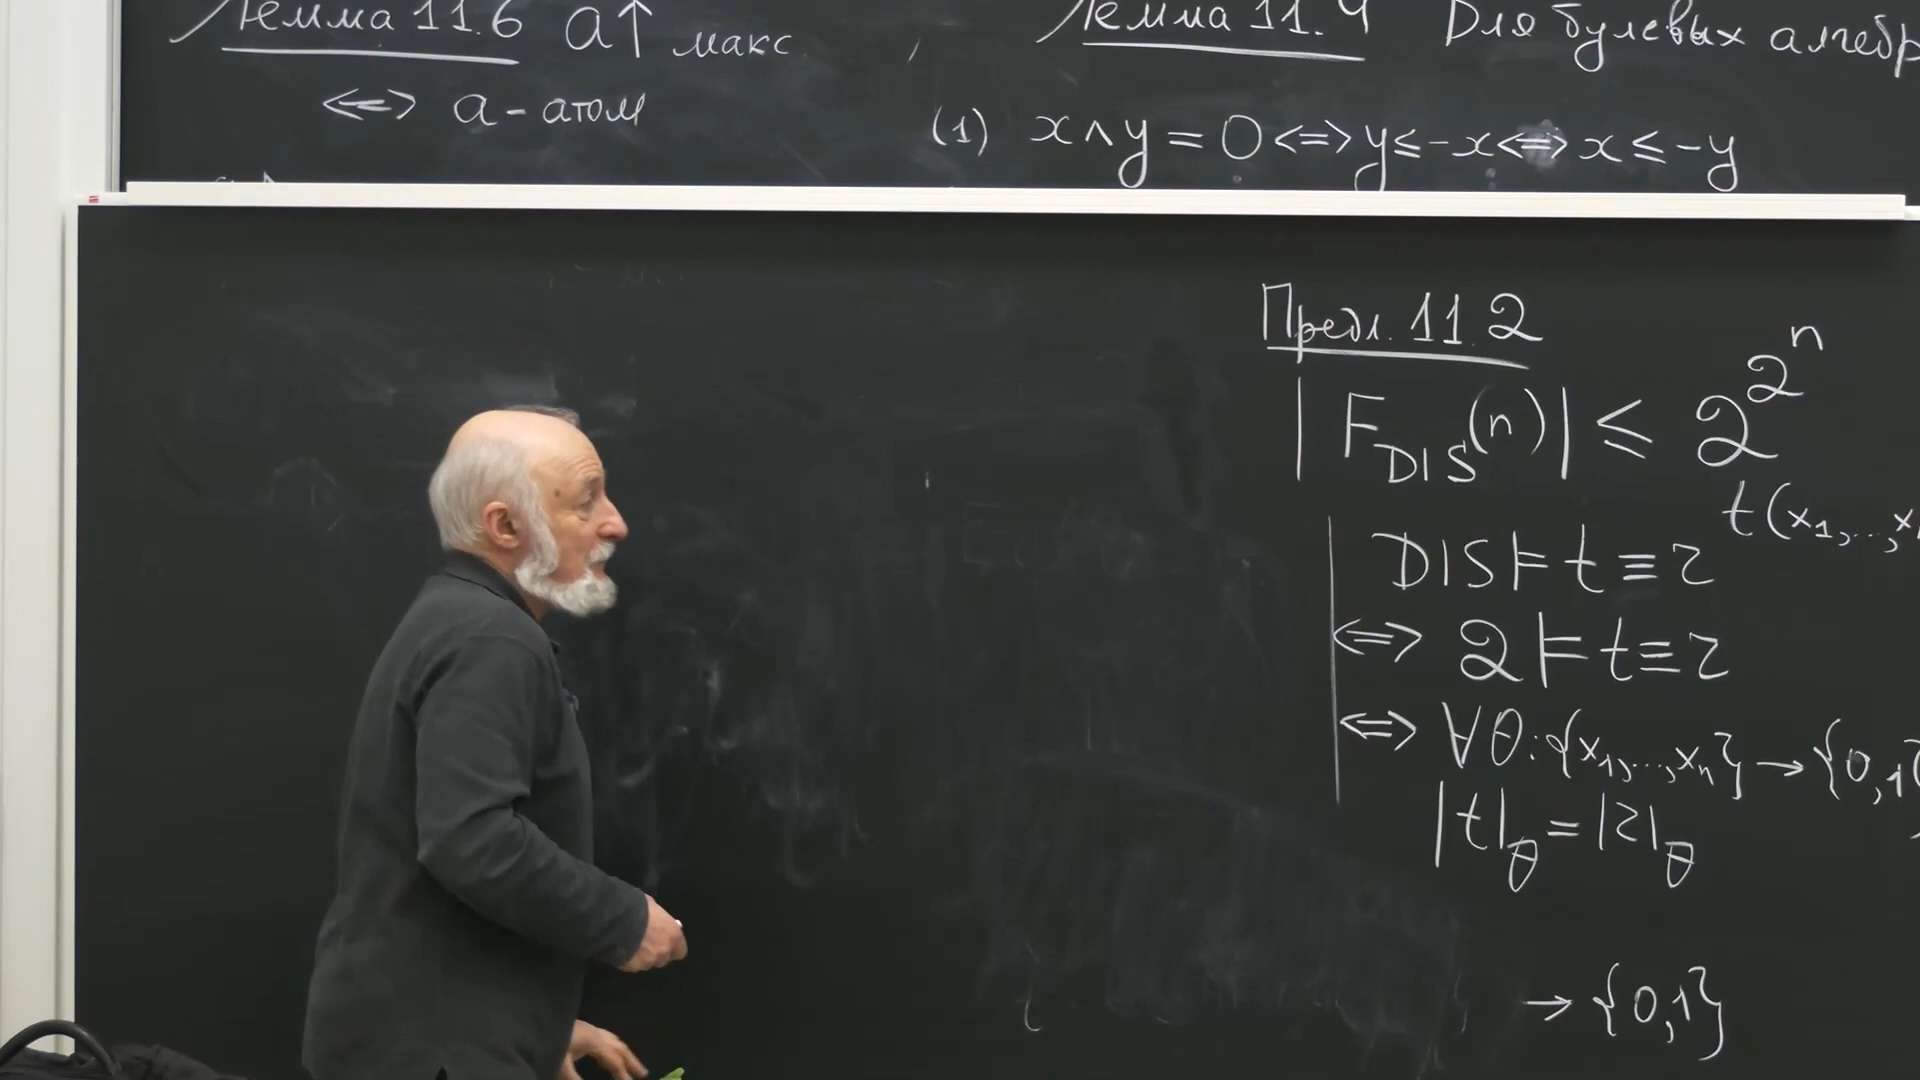 Лемма 11.6 a↑ макс.
⟺ a - атом
Лемма 11.4 Для булевых алгебр
(1) x ∧ y = 0 ⟺ y ≤ -x ⟺ x ≤ -y
Предл. 11.2
|F_DIS(n)| ≤ 2^{2^n}
t(x₁,...,x
DIS ⊨ t ≡ τ
⟺ 2 ⊨ t ≡ τ
⟺ ∀θ:{x₁,...,xₙ} → {0,1}
|t|_θ = |τ|_θ
→ {0,1}